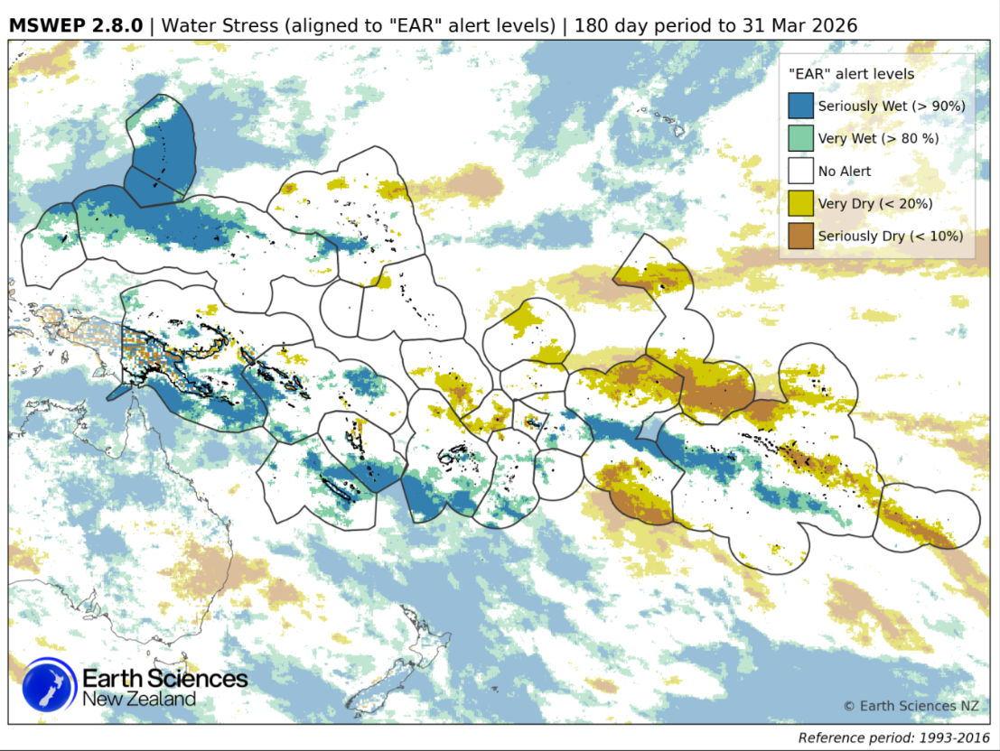 MSWEP 2.8.0 | Water Stress (aligned to "EAR" alert levels) | 180 day period to 31 Mar 2026
"EAR" alert levels
Seriously Wet (> 90%)
Very Wet (> 80 %)
No Alert
Very Dry (< 20%)
Seriously Dry (< 10%)
Earth Sciences
New Zealand
© Earth Sciences NZ
Reference period: 1993-2016